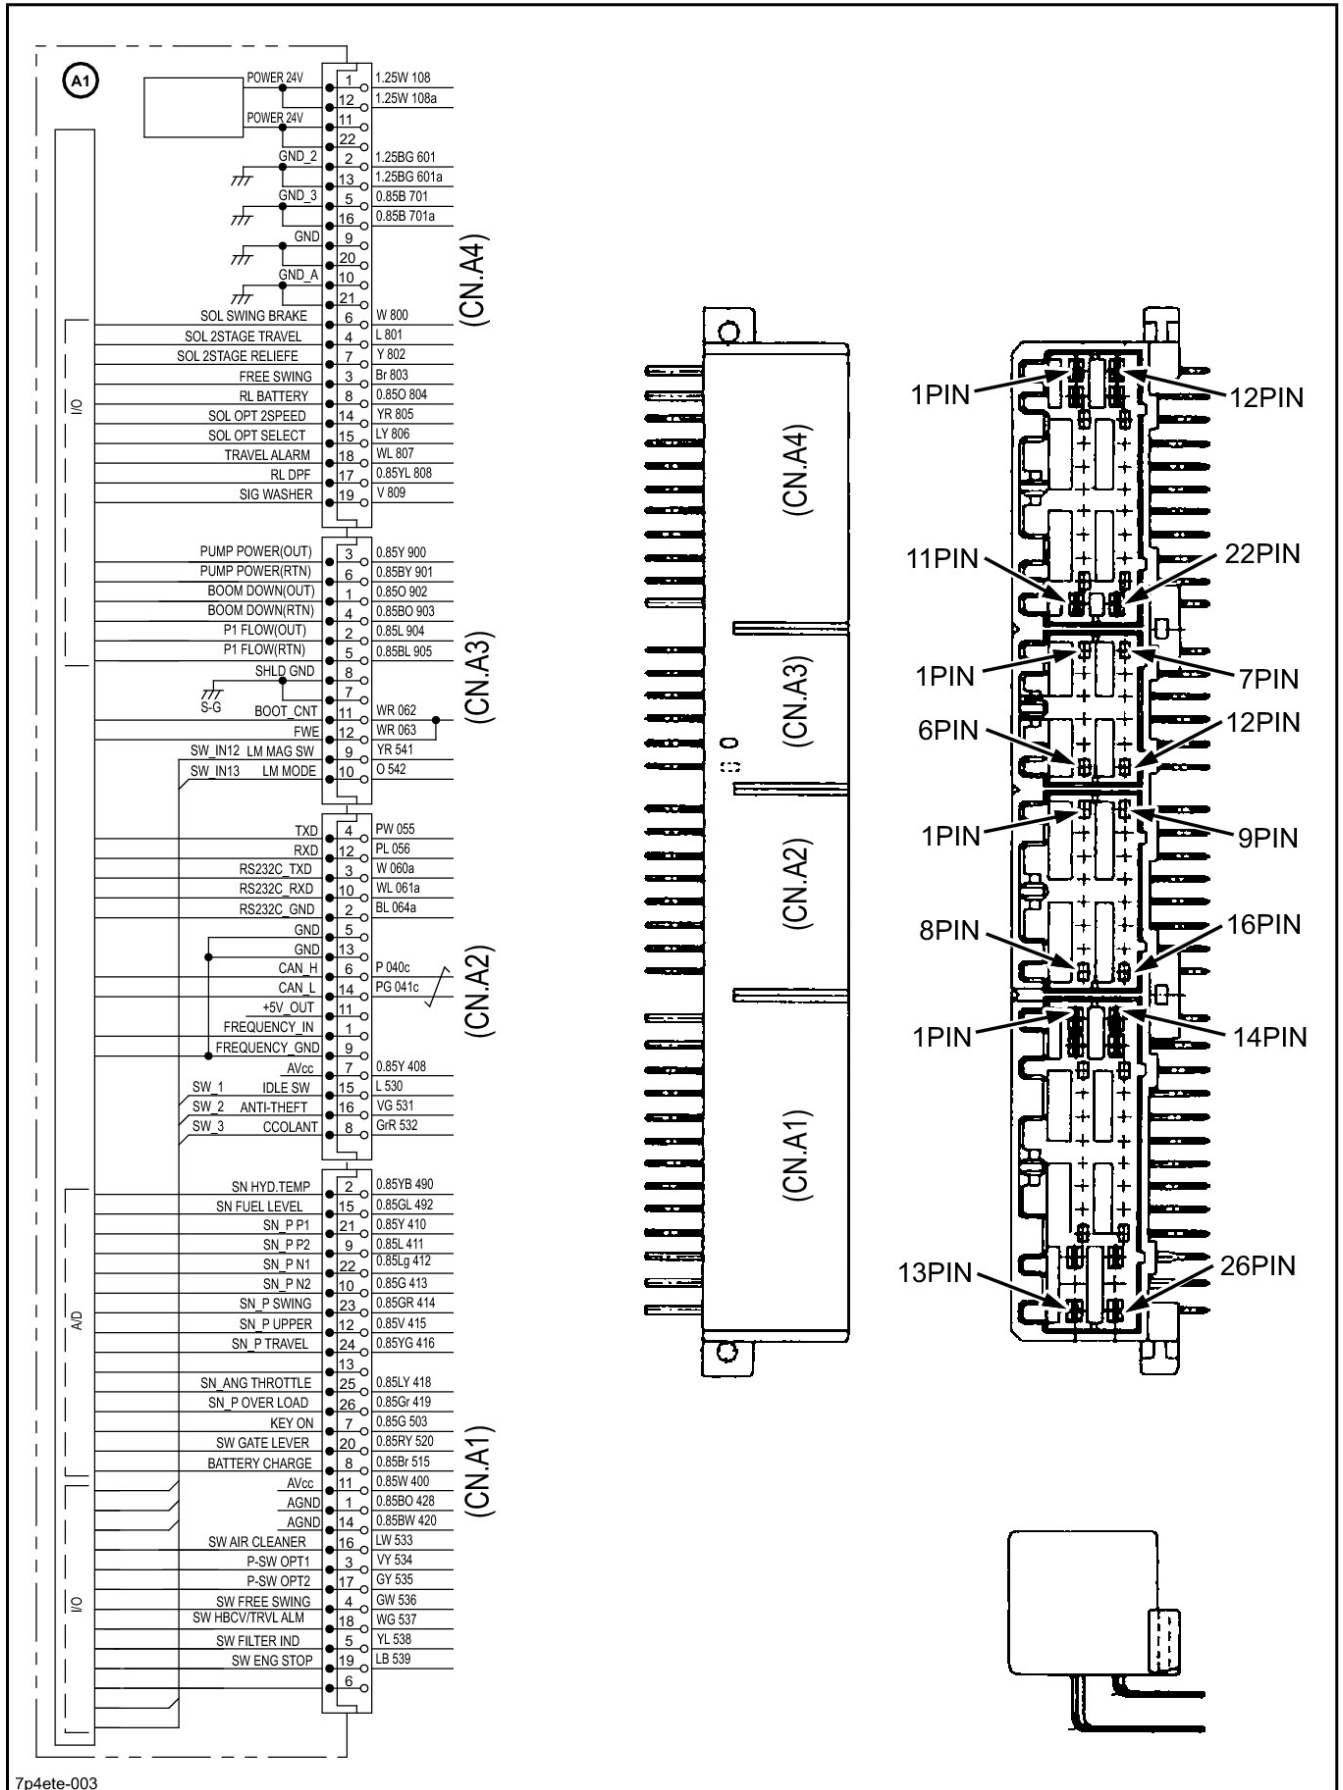 A1
POWER 24V 1 1.25W 108
12 1.25W 108a
POWER 24V 11
22
GND_2 2 1.25BG 601
13 1.25BG 601a
GND_3 5 0.85B 701
16 0.85B 701a
GND 9
20
GND_A 10
21
(CN.A4)
I/O
SOL SWING BRAKE 6 W 800
SOL 2STAGE TRAVEL 4 L 801
SOL 2STAGE RELIEFE 7 Y 802
FREE SWING 3 Br 803
RL BATTERY 8 0.85O 804
SOL OPT 2SPEED 14 YR 805
SOL OPT SELECT 15 LY 806
TRAVEL ALARM 18 WL 807
RL DPF 17 0.85YL 808
SIG WASHER 19 V 809
PUMP POWER(OUT) 3 0.85Y 900
PUMP POWER(RTN) 6 0.85BY 901
BOOM DOWN(OUT) 1 0.85O 902
BOOM DOWN(RTN) 4 0.85BO 903
P1 FLOW(OUT) 2 0.85L 904
P1 FLOW(RTN) 5 0.85BL 905
SHLD GND 8
S-G 7
BOOT_CNT 11 WR 062
FWE 12 WR 063
SW_IN12 LM MAG SW 9 YR 541
SW_IN13 LM MODE 10 O 542
(CN.A3)
TXD 4 PW 055
RXD 12 PL 056
RS232C_TXD 3 W 060a
RS232C_RXD 10 WL 061a
RS232C_GND 2 BL 064a
GND 5
GND 13
CAN_H 6 P 040c
CAN_L 14 PG 041c
+5V_OUT 11
FREQUENCY_IN 1
FREQUENCY_GND 9
AVcc 7 0.85Y 408
SW_1 IDLE SW 15 L 530
SW_2 ANTI-THEFT 16 VG 531
SW_3 CCOLANT 8 GrR 532
(CN.A2)
A/D
SN HYD.TEMP 2 0.85YB 490
SN FUEL LEVEL 15 0.85GL 492
SN_P P1 21 0.85Y 410
SN_P P2 9 0.85L 411
SN_P N1 22 0.85Lg 412
SN_P N2 10 0.85G 413
SN_P SWING 23 0.85GR 414
SN_P UPPER 12 0.85V 415
SN_P TRAVEL 24 0.85YG 416
13
SN_ANG THROTTLE 25 0.85LY 418
SN_P OVER LOAD 26 0.85Gr 419
KEY ON 7 0.85G 503
SW GATE LEVER 20 0.85RY 520
BATTERY CHARGE 8 0.85Br 515
AVcc 11 0.85W 400
AGND 1 0.85BO 428
AGND 14 0.85BW 420
(CN.A1)
I/O
SW AIR CLEANER 16 LW 533
P-SW OPT1 3 VY 534
P-SW OPT2 17 GY 535
SW FREE SWING 4 GW 536
SW HBCV/TRVL ALM 18 WG 537
SW FILTER IND 5 YL 538
SW ENG STOP 19 LB 539
6
(CN.A4)
(CN.A3)
(CN.A2)
(CN.A1)
1PIN 12PIN
11PIN 22PIN
1PIN 7PIN
6PIN 12PIN
1PIN 9PIN
8PIN 16PIN
1PIN 14PIN
13PIN 26PIN
7p4ete-003